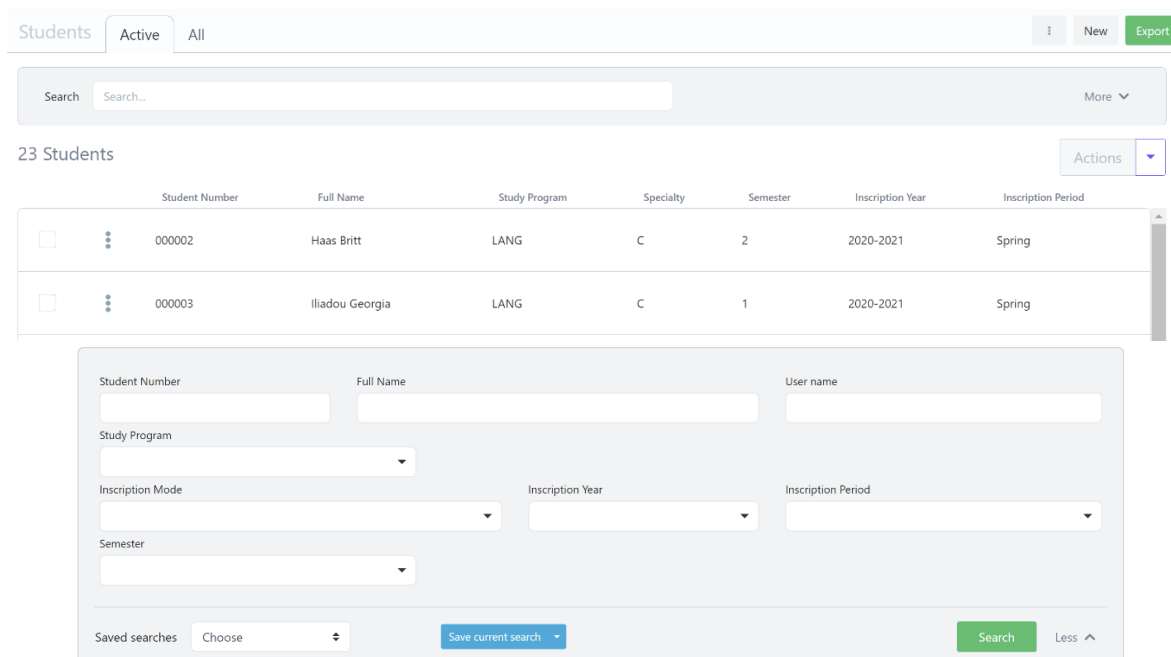 Students Active All New Export
Search Search... More
23 Students Actions
Student Number Full Name Study Program Specialty Semester Inscription Year Inscription Period
000002 Haas Britt LANG C 2 2020-2021 Spring
000003 Iliadou Georgia LANG C 1 2020-2021 Spring
Student Number Full Name User name
Study Program
Inscription Mode Inscription Year Inscription Period
Semester
Saved searches Choose Save current search Search Less